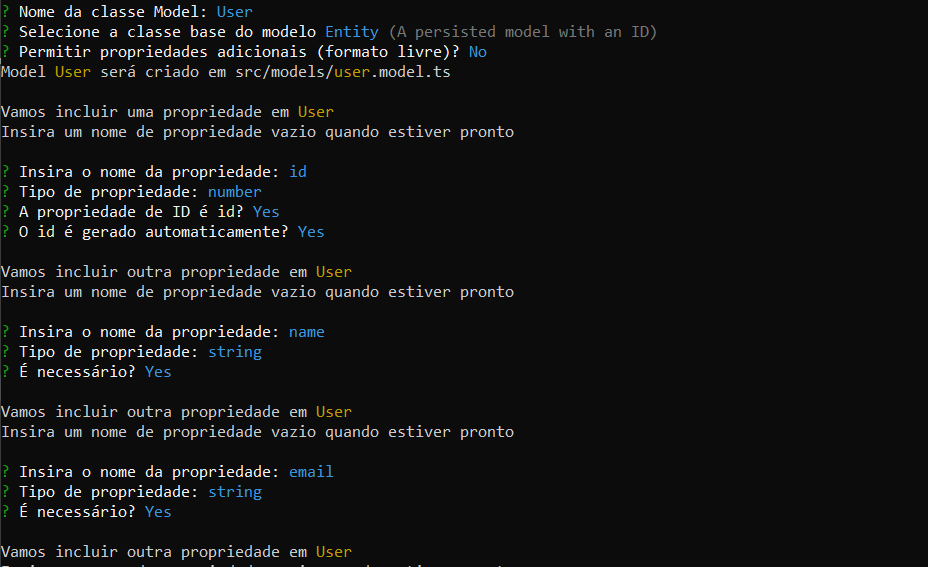 ? Nome da classe Model: User
? Selecione a classe base do modelo Entity (A persisted model with an ID)
? Permitir propriedades adicionais (formato livre)? No
Model User será criado em src/models/user.model.ts
Vamos incluir uma propriedade em User
Insira um nome de propriedade vazio quando estiver pronto
? Insira o nome da propriedade: id
? Tipo de propriedade: number
? A propriedade de ID é id? Yes
? O id é gerado automaticamente? Yes
Vamos incluir outra propriedade em User
Insira um nome de propriedade vazio quando estiver pronto
? Insira o nome da propriedade: name
? Tipo de propriedade: string
? É necessário? Yes
Vamos incluir outra propriedade em User
Insira um nome de propriedade vazio quando estiver pronto
? Insira o nome da propriedade: email
? Tipo de propriedade: string
? É necessário? Yes
Vamos incluir outra propriedade em User